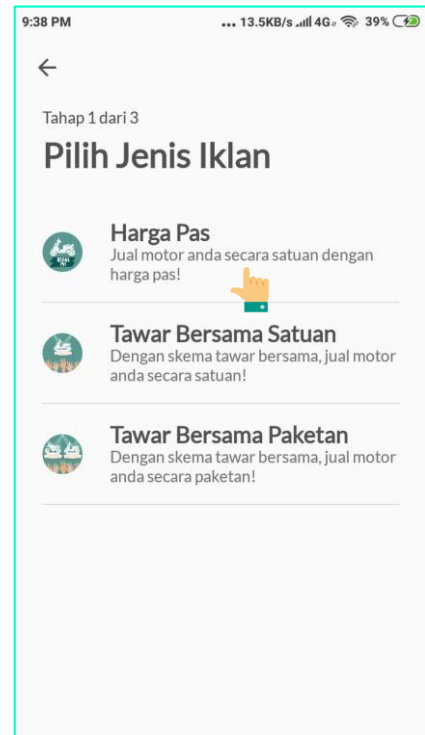 9:38 PM ... 13.5KB/s 4G 39%
Tahap 1 dari 3
Pilih Jenis Iklan
Harga Pas
Jual motor anda secara satuan dengan
harga pas!
Tawar Bersama Satuan
Dengan skema tawar bersama, jual motor
anda secara satuan!
Tawar Bersama Paketan
Dengan skema tawar bersama, jual motor
anda secara paketan!